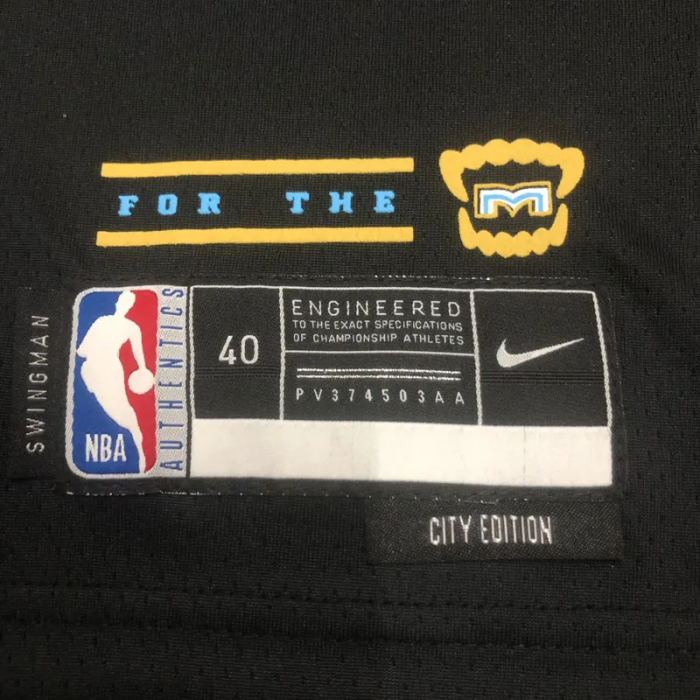 FOR THE M
SWINGMAN
NBA
AUTHENTICS
40
ENGINEERED
TO THE EXACT SPECIFICATIONS
OF CHAMPIONSHIP ATHLETES
PV374503AA
CITY EDITION